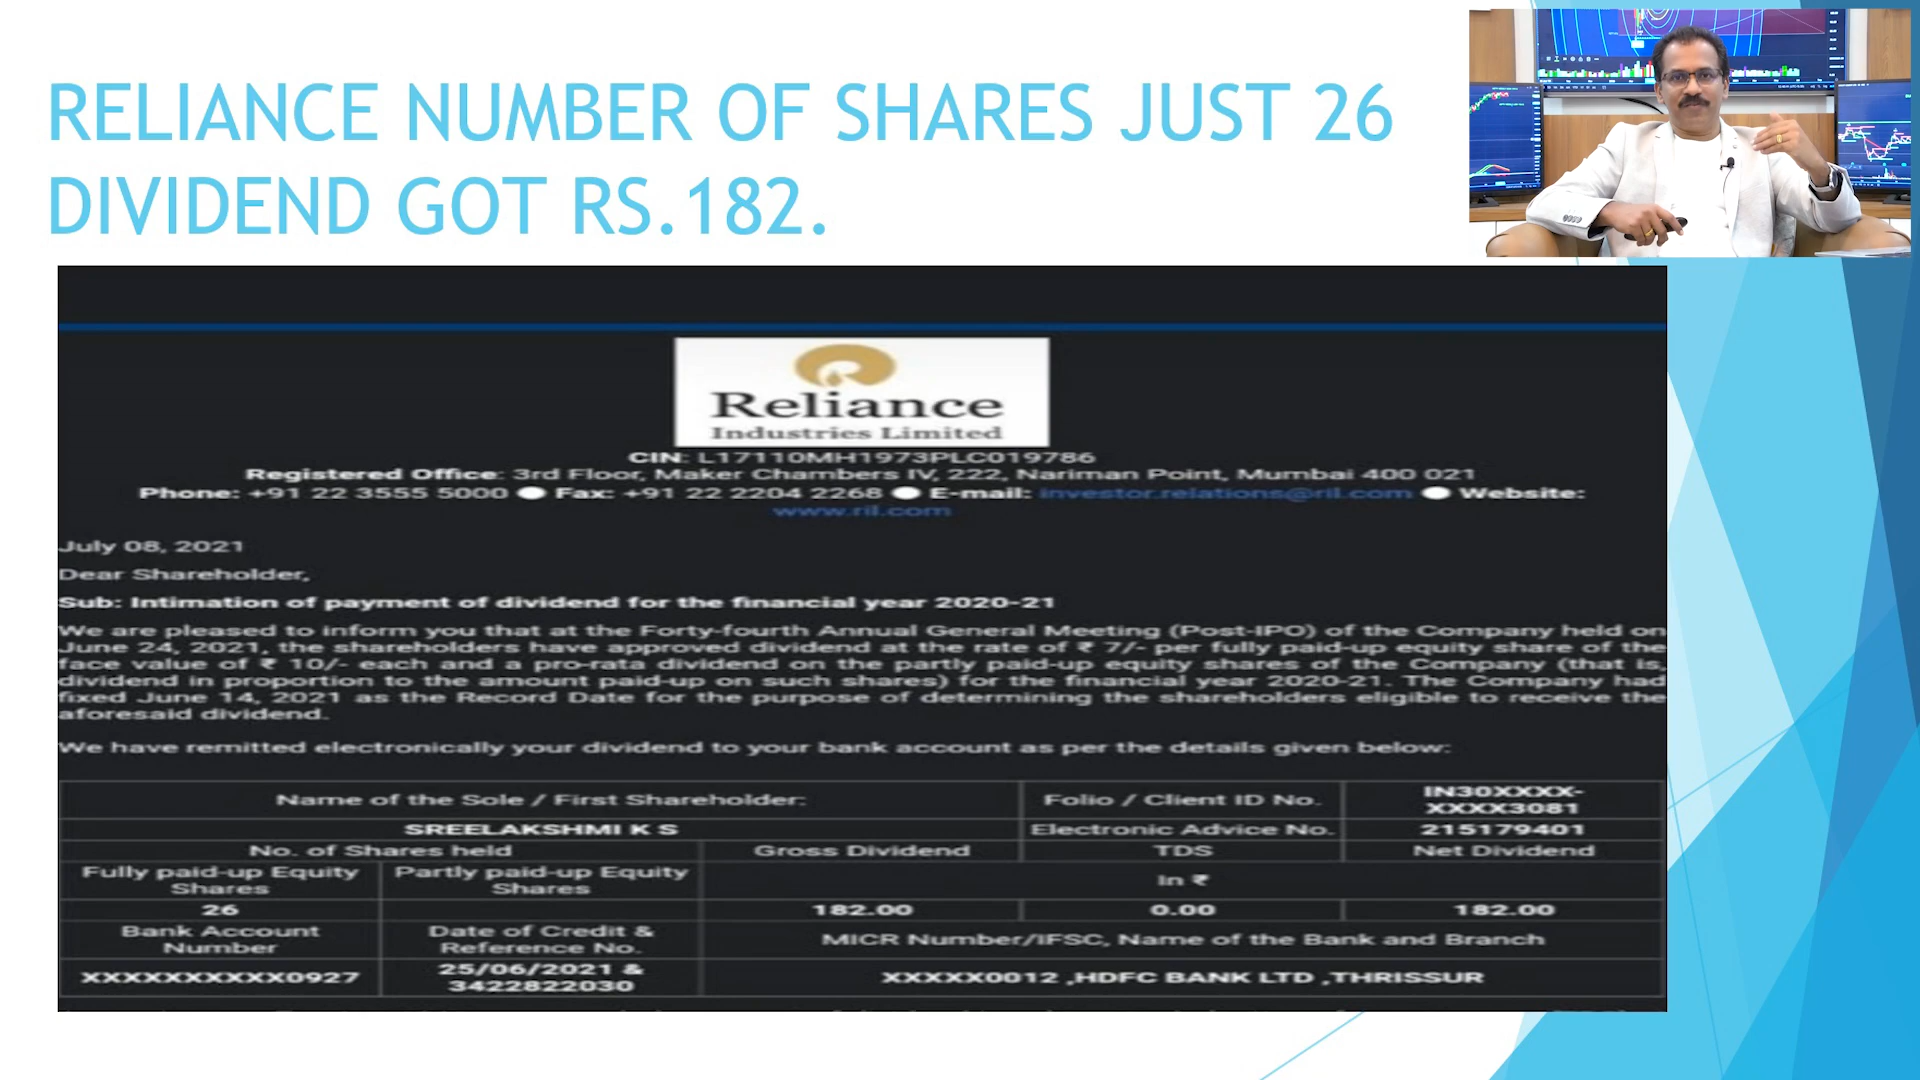 RELIANCE NUMBER OF SHARES JUST 26
DIVIDEND GOT RS.182.
Reliance
Industries Limited
CIN: L17110MH1973PLC019786
Registered Office: 3rd Floor, Maker Chambers IV, 222, Nariman Point, Mumbai 400 021
Phone: +91 22 3555 5000 ● Fax: +91 22 2204 2268 ● E-mail: investor.relations@ril.com ● Website:
www.ril.com
July 08, 2021
Dear Shareholder,
Sub: Intimation of payment of dividend for the financial year 2020-21
We are pleased to inform you that at the Forty-fourth Annual General Meeting (Post-IPO) of the Company held on
June 24, 2021, the shareholders have approved dividend at the rate of ₹ 7/- per fully paid-up equity share of the
face value of ₹ 10/- each and a pro-rata dividend on the partly paid-up equity shares of the Company (that is,
dividend in proportion to the amount paid-up on such shares) for the financial year 2020-21. The Company had
fixed June 14, 2021 as the Record Date for the purpose of determining the shareholders eligible to receive the
aforesaid dividend.
We have remitted electronically your dividend to your bank account as per the details given below:
Name of the Sole / First Shareholder: Folio / Client ID No. IN30XXXX-
XXXX3081
SREELAKSHMI K S Electronic Advice No. 215179401
No. of Shares held Gross Dividend TDS Net Dividend
Fully paid-up Equity Partly paid-up Equity
Shares Shares In ₹
26 182.00 0.00 182.00
Bank Account Date of Credit & MICR Number/IFSC, Name of the Bank and Branch
Number Reference No.
XXXXXXXXXX0927 25/06/2021 & XXXXX0012 ,HDFC BANK LTD ,THRISSUR
3422822030